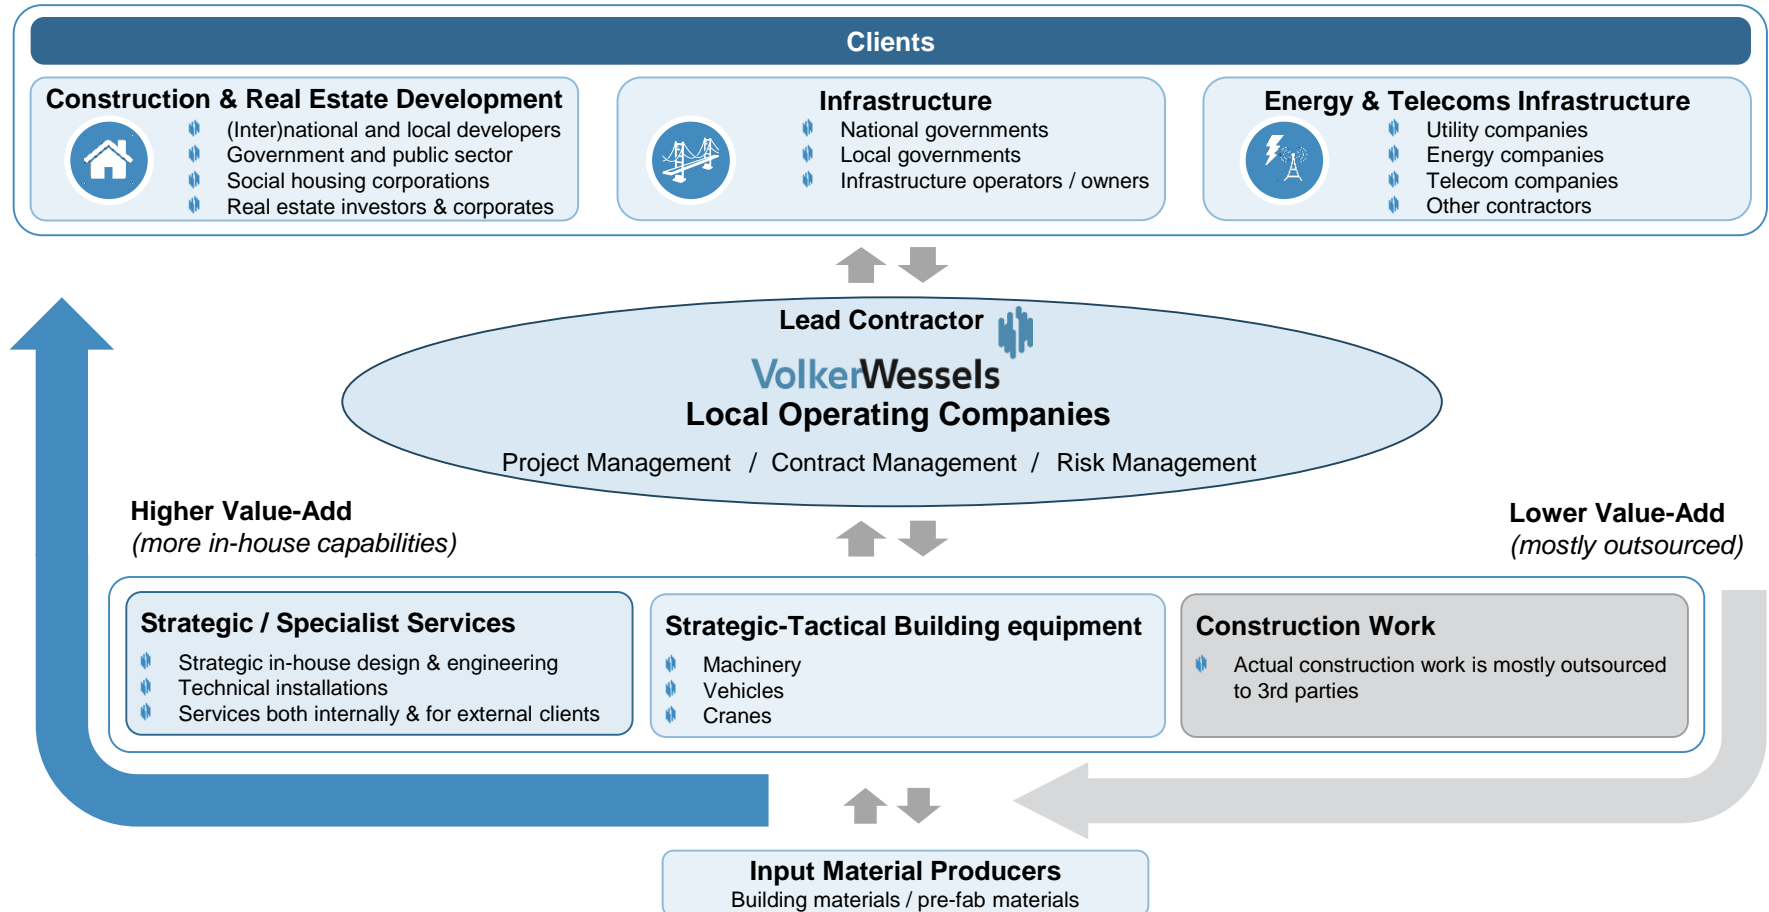 Clients
Construction & Real Estate Development
(Inter)national and local developers
Government and public sector
Social housing corporations
Real estate investors & corporates
Infrastructure
National governments
Local governments
Infrastructure operators / owners
Energy & Telecoms Infrastructure
Utility companies
Energy companies
Telecom companies
Other contractors
Lead Contractor
VolkerWessels
Local Operating Companies
Project Management / Contract Management / Risk Management
Higher Value-Add
(more in-house capabilities)
Lower Value-Add
(mostly outsourced)
Strategic / Specialist Services
Strategic in-house design & engineering
Technical installations
Services both internally & for external clients
Strategic-Tactical Building equipment
Machinery
Vehicles
Cranes
Construction Work
Actual construction work is mostly outsourced
to 3rd parties
Input Material Producers
Building materials / pre-fab materials